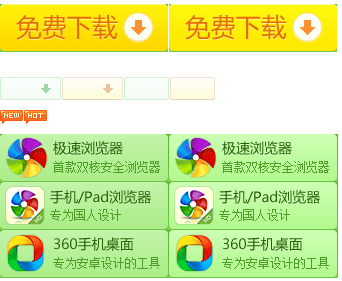 免费下载 免费下载
NEW HOT
极速浏览器 极速浏览器
首款双核安全浏览器 首款双核安全浏览器
手机/Pad浏览器 手机/Pad浏览器
专为国人设计 专为国人设计
360手机桌面 360手机桌面
专为安卓设计的工具 专为安卓设计的工具